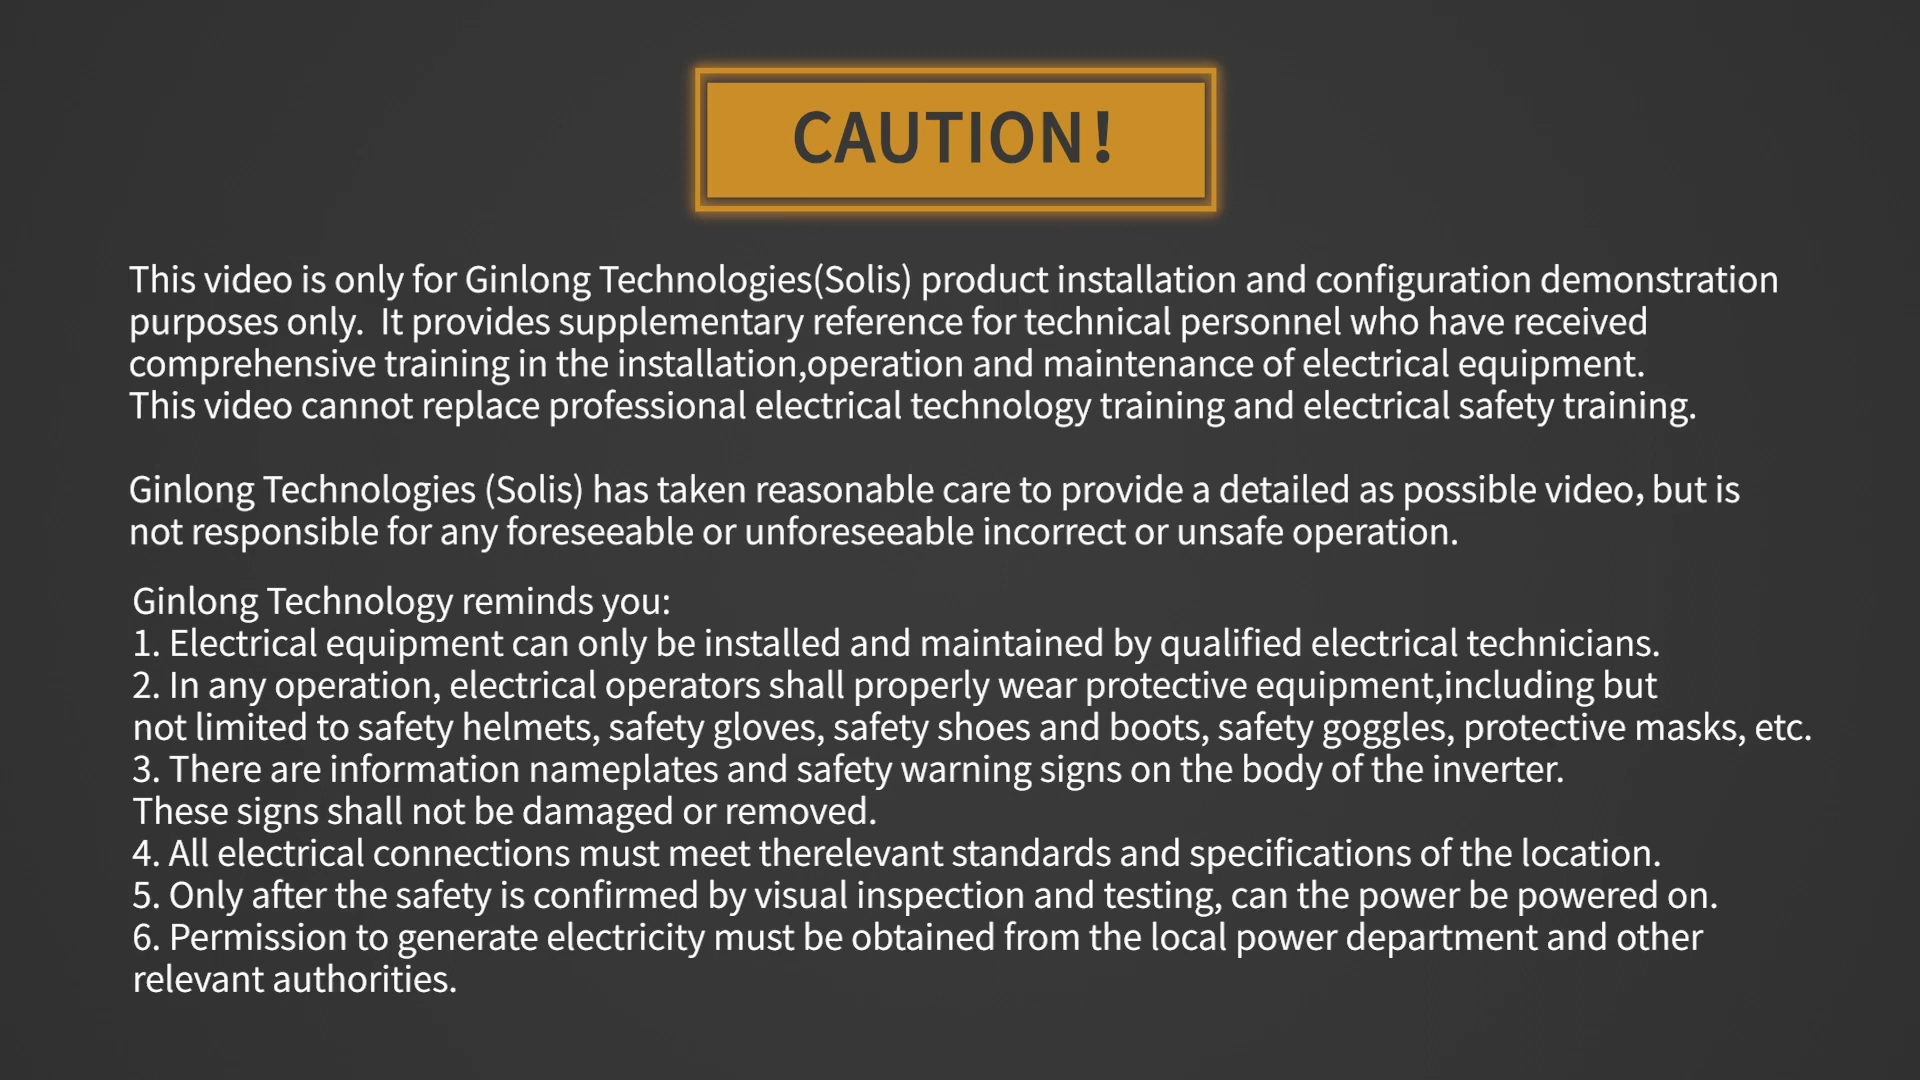 CAUTION!
This video is only for Ginlong Technologies(Solis) product installation and configuration demonstration
purposes only.  It provides supplementary reference for technical personnel who have received
comprehensive training in the installation,operation and maintenance of electrical equipment.
This video cannot replace professional electrical technology training and electrical safety training.
Ginlong Technologies (Solis) has taken reasonable care to provide a detailed as possible video, but is
not responsible for any foreseeable or unforeseeable incorrect or unsafe operation.
Ginlong Technology reminds you:
1. Electrical equipment can only be installed and maintained by qualified electrical technicians.
2. In any operation, electrical operators shall properly wear protective equipment,including but
not limited to safety helmets, safety gloves, safety shoes and boots, safety goggles, protective masks, etc.
3. There are information nameplates and safety warning signs on the body of the inverter.
These signs shall not be damaged or removed.
4. All electrical connections must meet therelevant standards and specifications of the location.
5. Only after the safety is confirmed by visual inspection and testing, can the power be powered on.
6. Permission to generate electricity must be obtained from the local power department and other
relevant authorities.